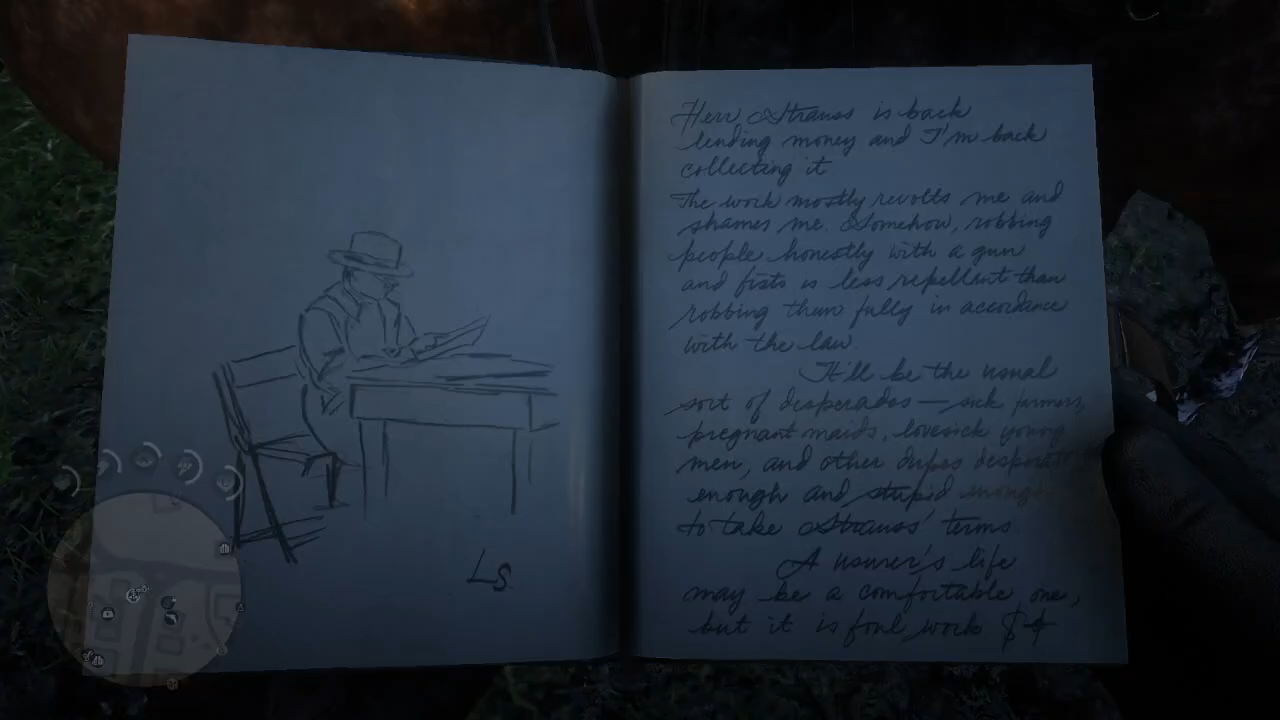 LS
Herr Strauss is back
lending money and I'm back
collecting it
The work mostly revolts me and
shames me. Somehow, robbing
people honestly with a gun
and fists is less repellent than
robbing them fully in accordance
with the law.
It'll be the usual
sort of desperados — sick farmers,
pregnant maids, lovesick young
men, and other dupes desperate
enough and stupid enough
to take Strauss' terms.
A usurer's life
may be a comfortable one,
but it is foul work $$